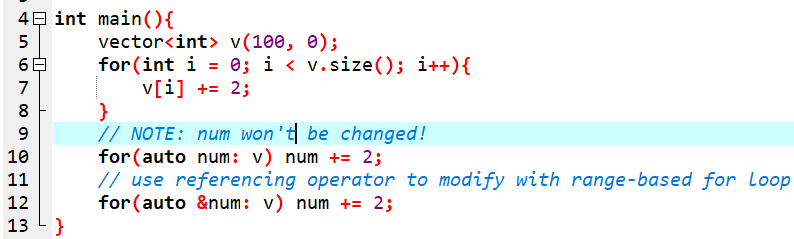 4 int main(){
5 vector<int> v(100, 0);
6 for(int i = 0; i < v.size(); i++){
7 v[i] += 2;
8 }
9 // NOTE: num won't be changed!
10 for(auto num: v) num += 2;
11 // use referencing operator to modify with range-based for loop
12 for(auto &num: v) num += 2;
13 }